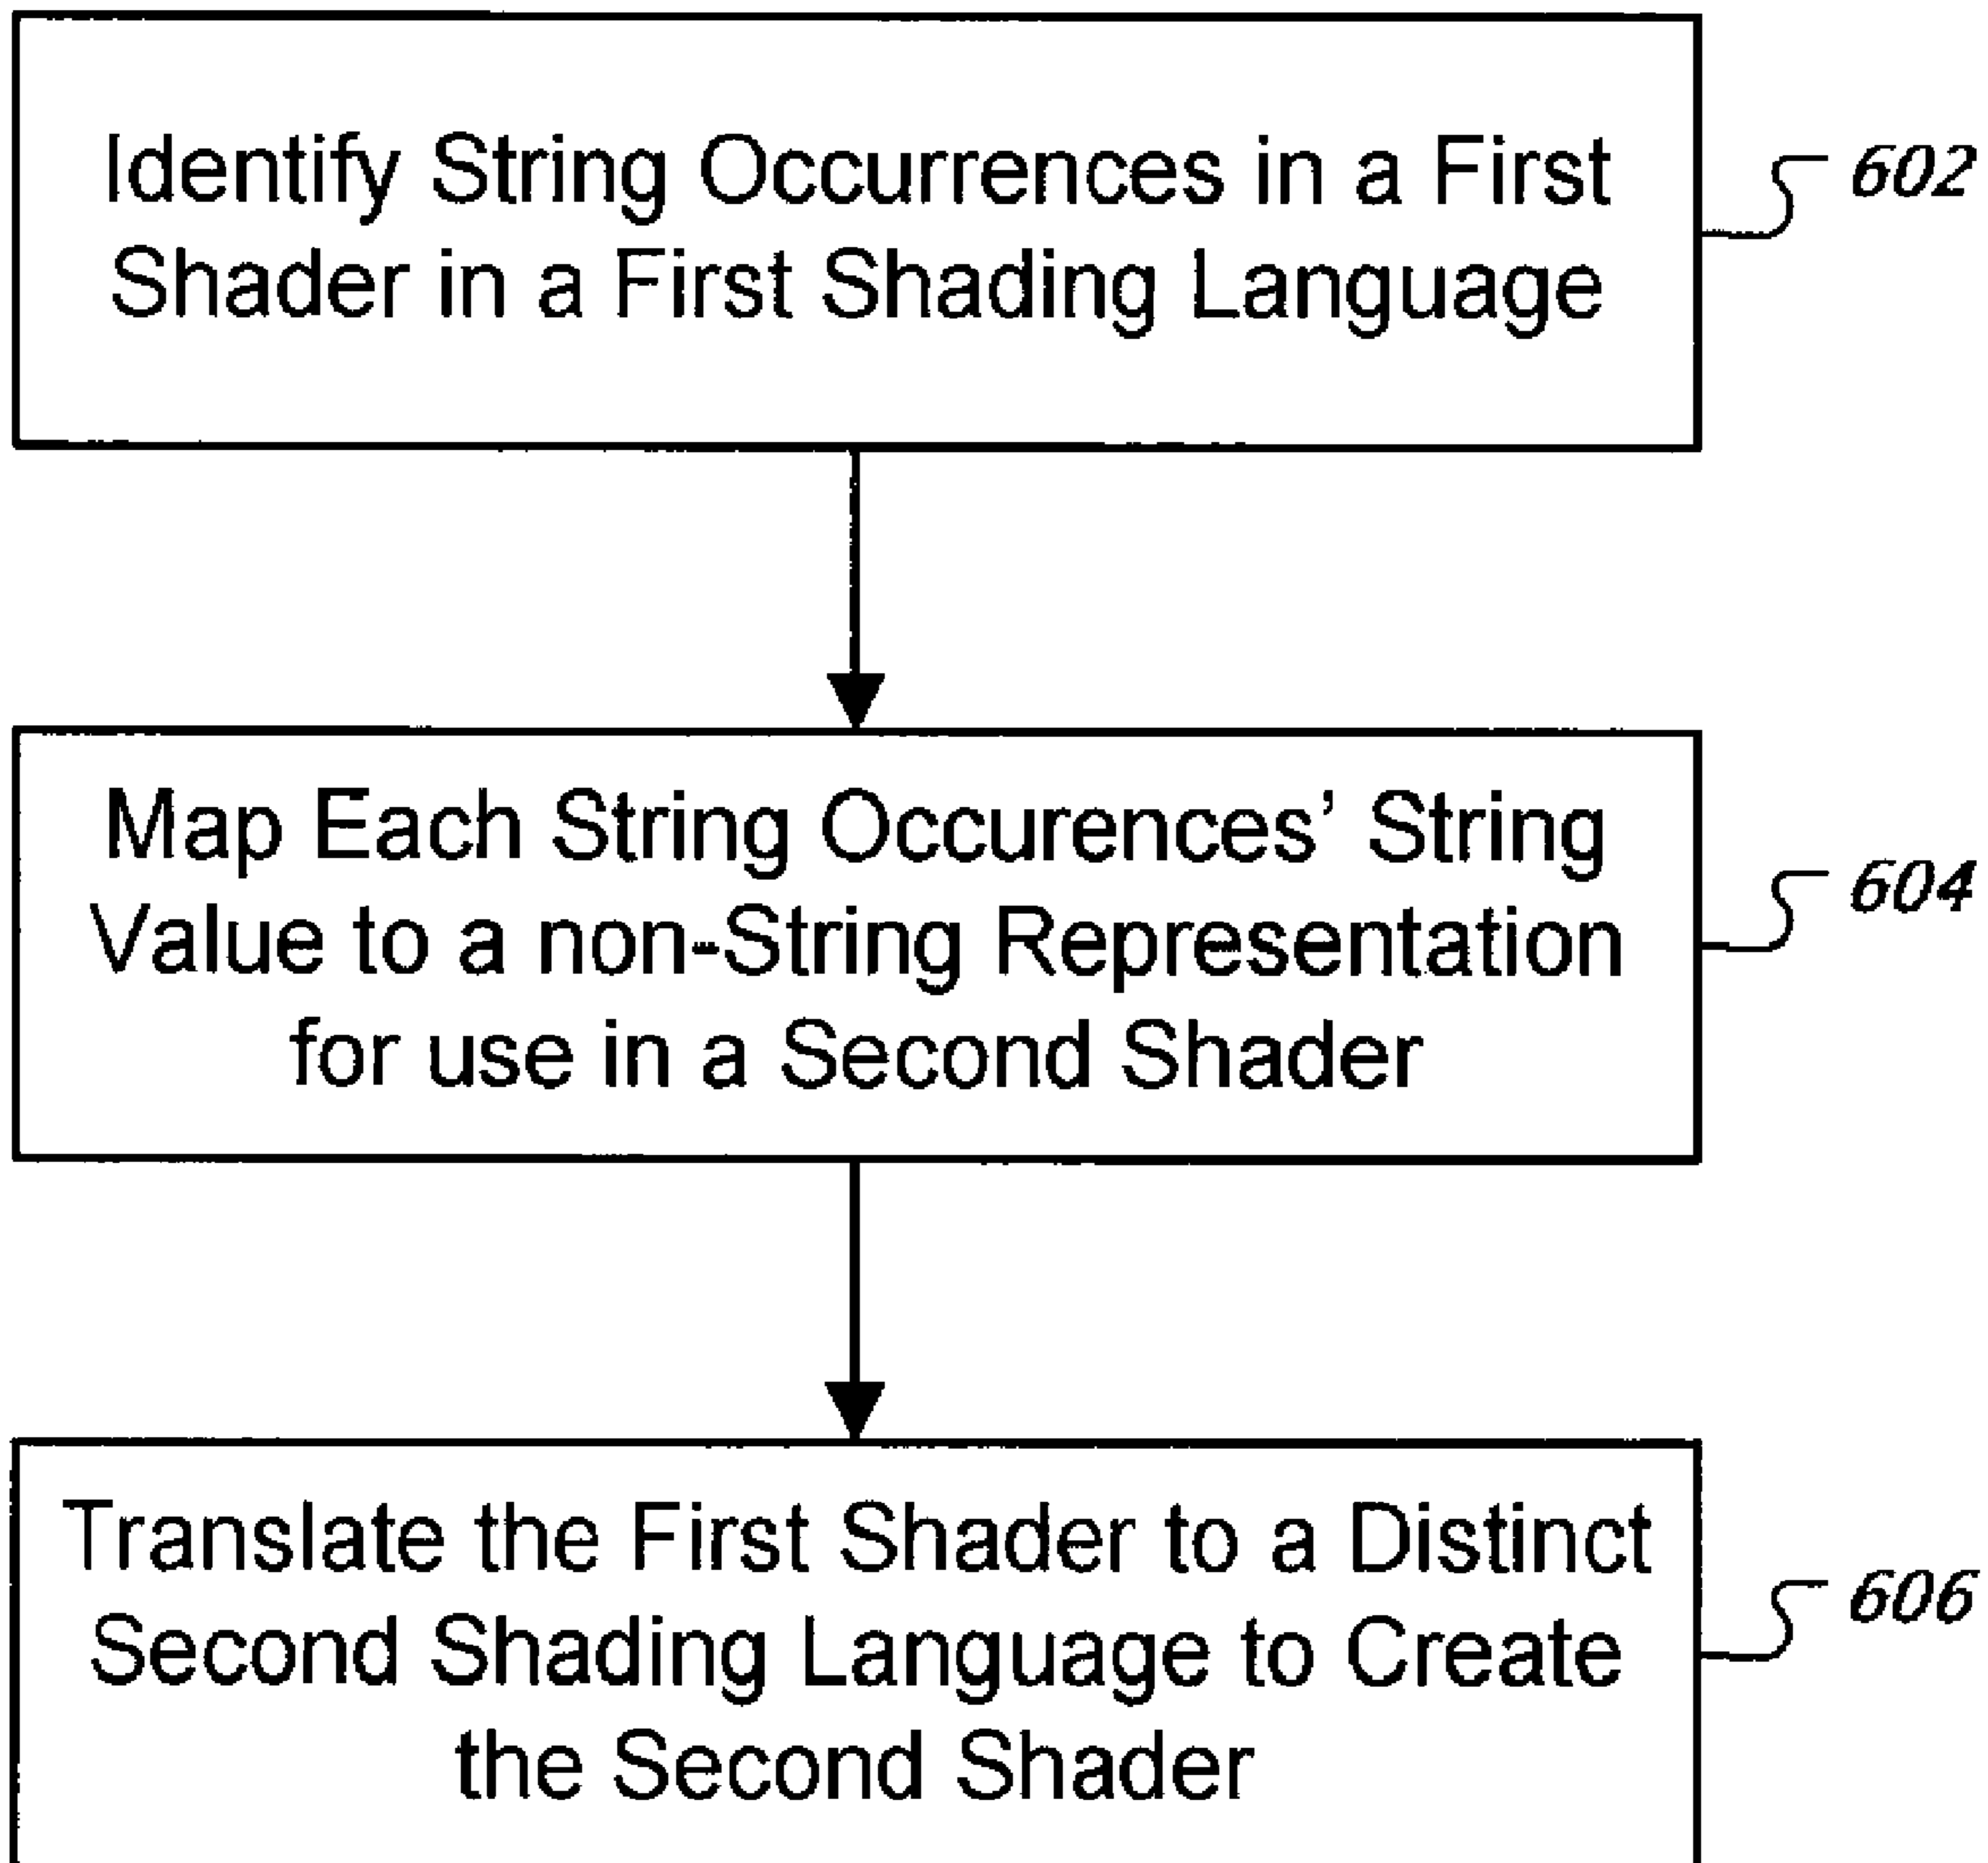 Identify String Occurrences in a First
Shader in a First Shading Language
602
Map Each String Occurences' String
Value to a non-String Representation
for use in a Second Shader
604
Translate the First Shader to a Distinct
Second Shading Language to Create
the Second Shader
606